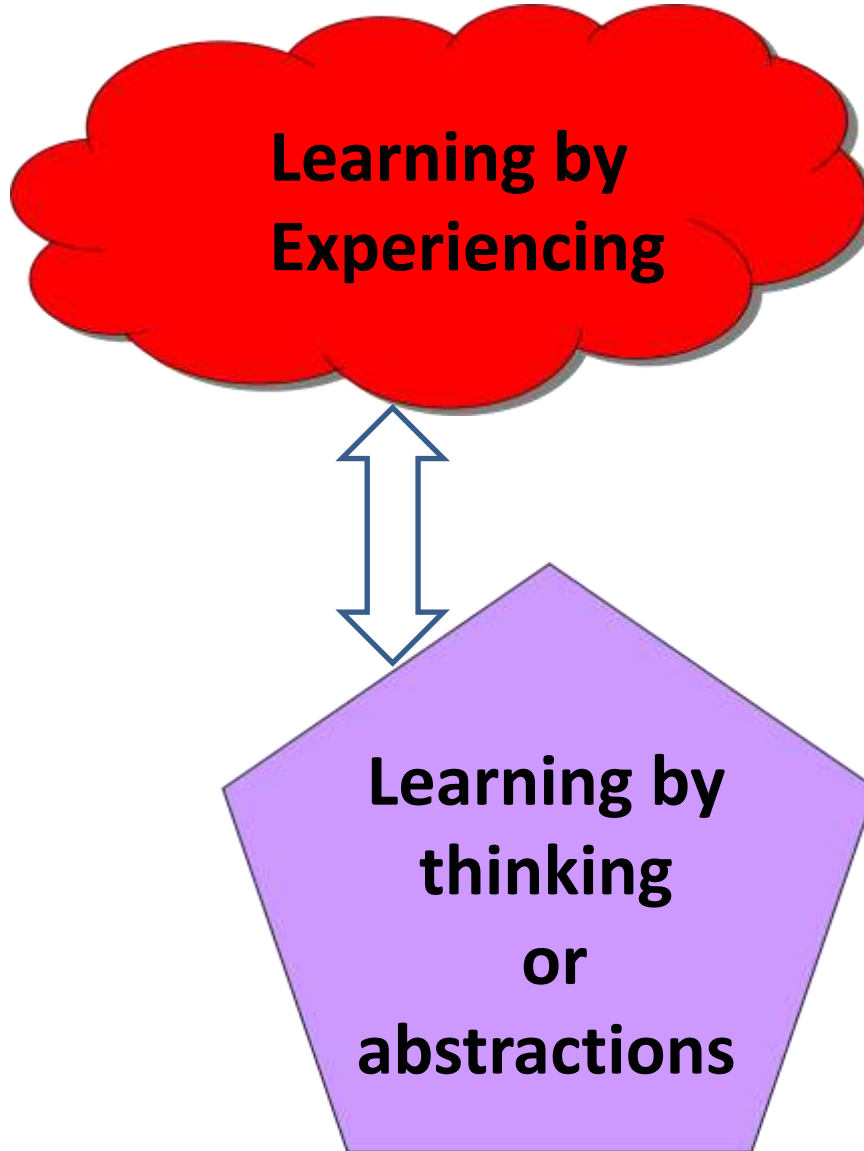 Learning by
Experiencing
Learning by
thinking
or
abstractions